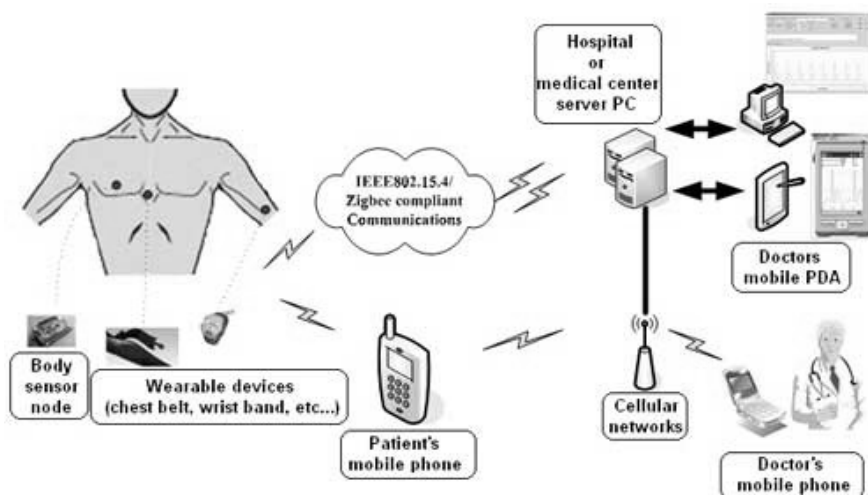 Hospital
or
medical center
server PC
IEEE802.15.4/
Zigbee compliant
Communications
Doctors
mobile PDA
Body
sensor
node
Wearable devices
(chest belt, wrist band, etc...)
Patient's
mobile phone
Cellular
networks
Doctor's
mobile phone